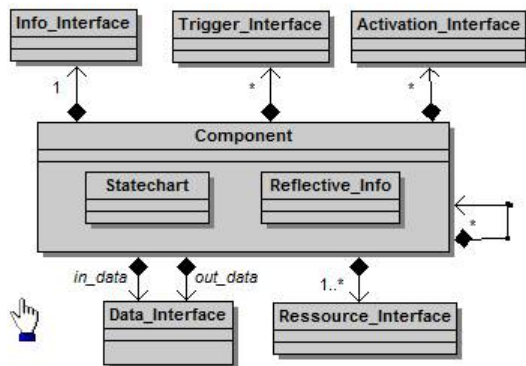 Info_Interface
Trigger_Interface
Activation_Interface
1
*
*
Component
Statechart
Reflective_Info
*
in_data
out_data
1..*
Data_Interface
Ressource_Interface